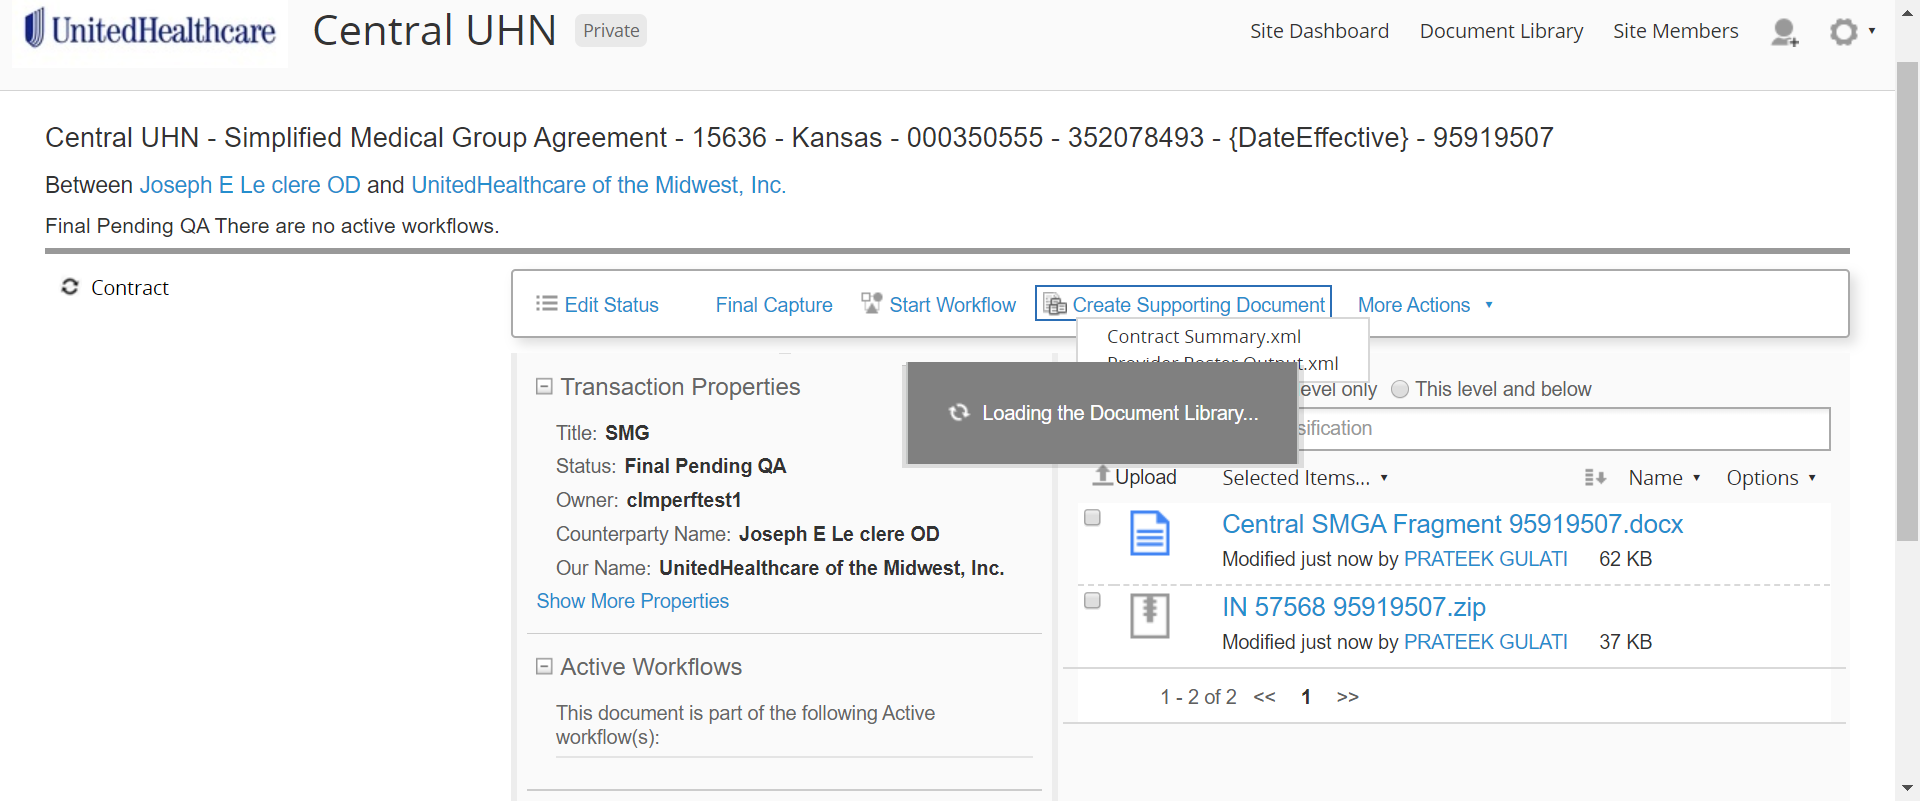 UnitedHealthcare
Central UHN
Private
Site Dashboard
Document Library
Site Members
Central UHN - Simplified Medical Group Agreement - 15636 - Kansas - 000350555 - 352078493 - {DateEffective} - 95919507
Between Joseph E Le clere OD and UnitedHealthcare of the Midwest, Inc.
Final Pending QA There are no active workflows.
Contract
Edit Status
Final Capture
Start Workflow
Create Supporting Document
More Actions
Contract Summary.xml
Provider Roster Output.xml
Transaction Properties
Title: SMG
Status: Final Pending QA
Owner: clmperftest1
Counterparty Name: Joseph E Le clere OD
Our Name: UnitedHealthcare of the Midwest, Inc.
Show More Properties
Active Workflows
This document is part of the following Active
workflow(s):
Loading the Document Library...
only
This level and below
Upload
Selected Items...
Name
Options
Central SMGA Fragment 95919507.docx
Modified just now by PRATEEK GULATI 62 KB
IN 57568 95919507.zip
Modified just now by PRATEEK GULATI 37 KB
1 - 2 of 2 << 1 >>